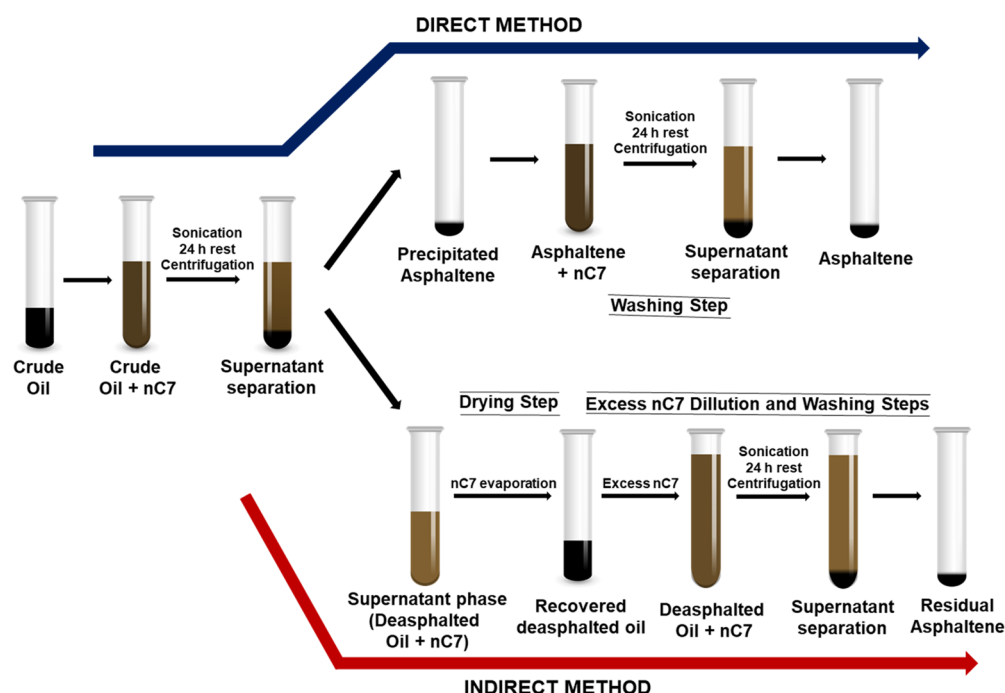 DIRECT METHOD
Sonication
24 h rest
Centrifugation
Precipitated
Asphaltene
Asphaltene
+ nC7
Supernatant
separation
Asphaltene
Washing Step
Sonication
24 h rest
Centrifugation
Crude
Oil
Crude
Oil + nC7
Supernatant
separation
Drying Step
Excess nC7 Dillution and Washing Steps
nC7 evaporation
Excess nC7
Sonication
24 h rest
Centrifugation
Supernatant phase
(Deasphalted
Oil + nC7)
Recovered
deasphalted oil
Deasphalted
Oil + nC7
Supernatant
separation
Residual
Asphaltene
INDIRECT METHOD